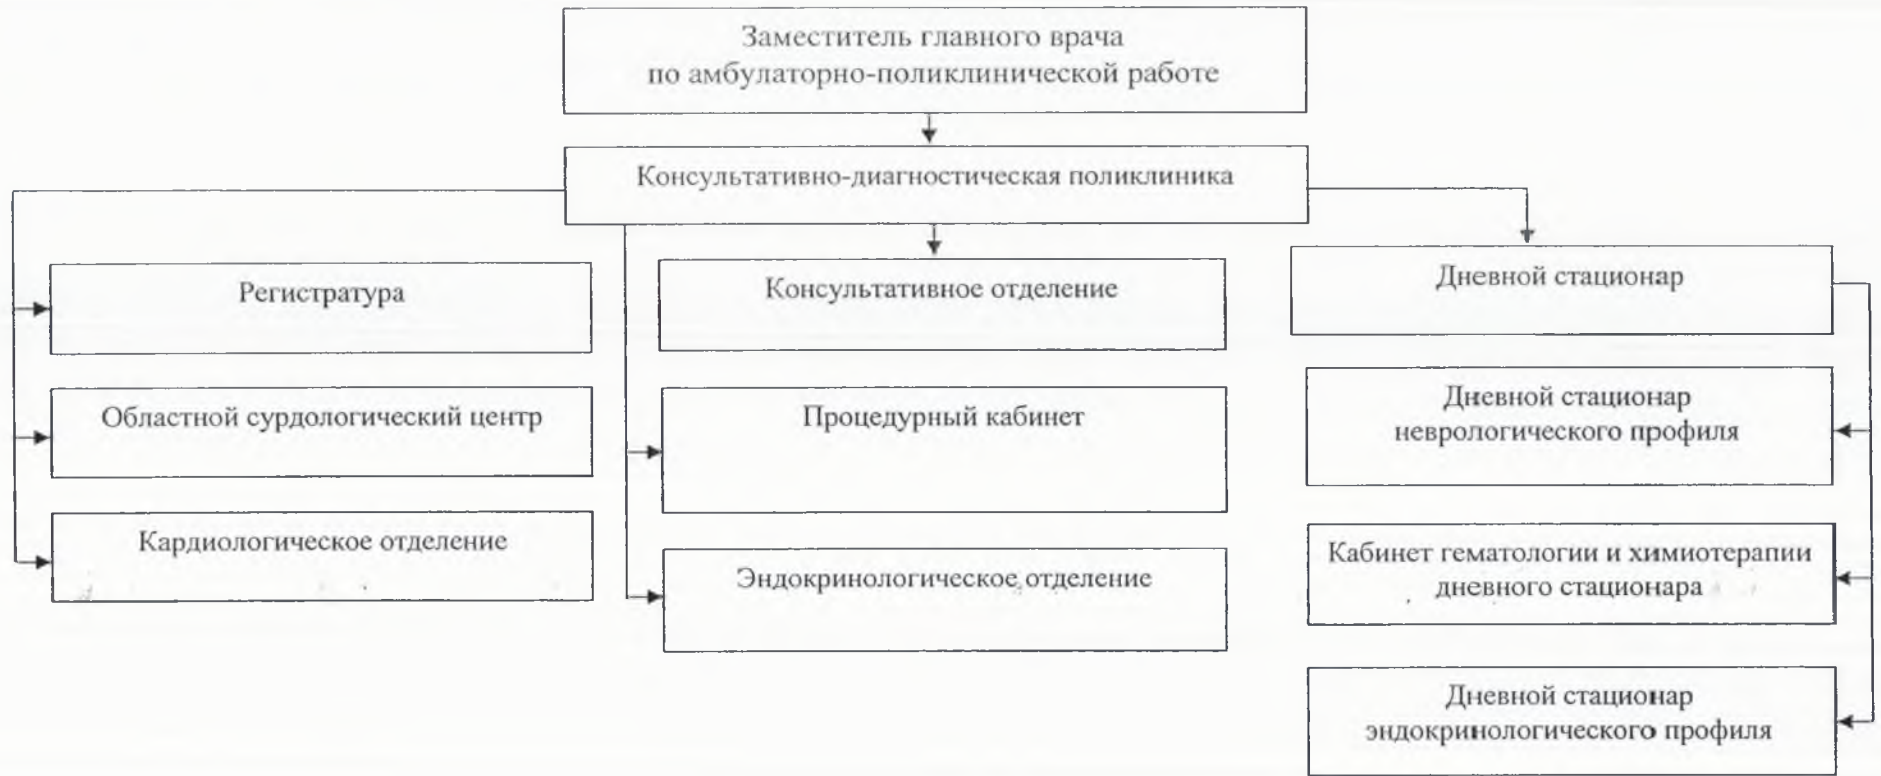 Заместитель главного врача
по амбулаторно-поликлинической работе
Консультативно-диагностическая поликлиника
Регистратура
Областной сурдологический центр
Кардиологическое отделение
Консультативное отделение
Процедурный кабинет
Эндокринологическое отделение
Дневной стационар
Дневной стационар
неврологического профиля
Кабинет гематологии и химиотерапии
дневного стационара
Дневной стационар
эндокринологического профиля